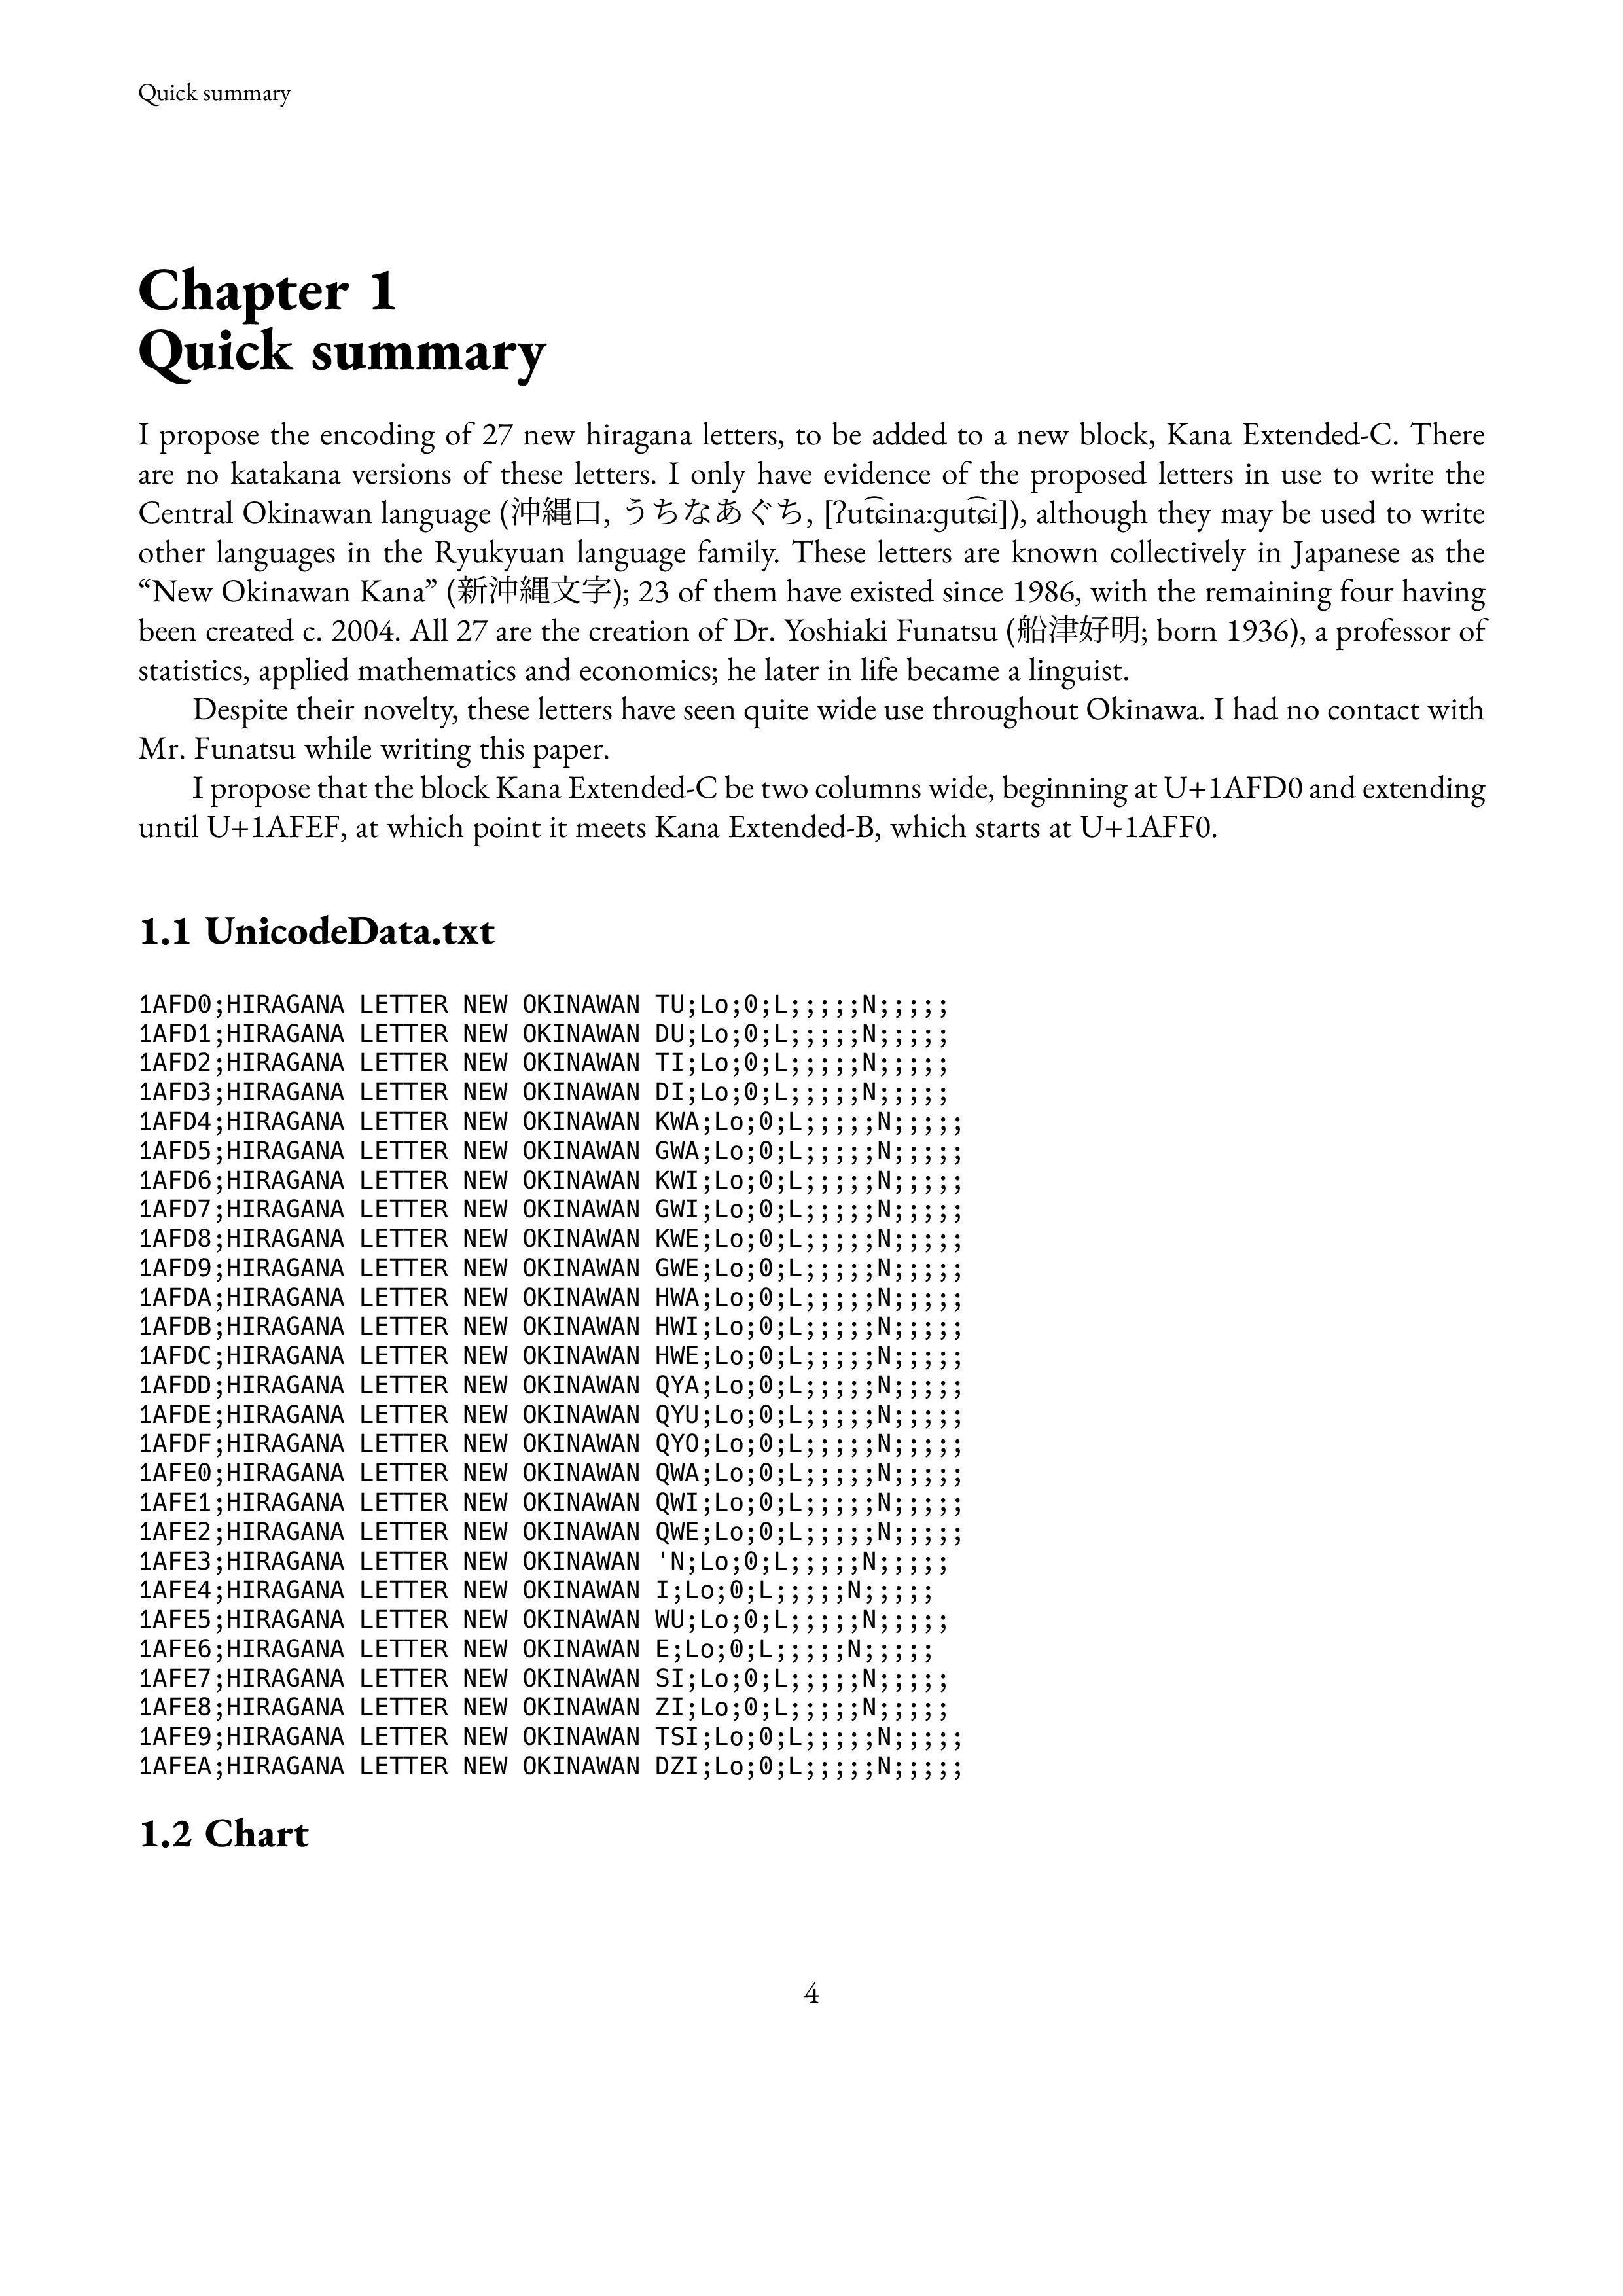 Quick summary
Chapter 1
Quick summary
I propose the encoding of 27 new hiragana letters, to be added to a new block, Kana Extended-C. There
are no katakana versions of these letters. I only have evidence of the proposed letters in use to write the
Central Okinawan language (沖縄口, うちなあぐち, [ʔut͡ɕinaːgut͡ɕi]), although they may be used to write
other languages in the Ryukyuan language family. These letters are known collectively in Japanese as the
“New Okinawan Kana” (新沖縄文字); 23 of them have existed since 1986, with the remaining four having
been created c. 2004. All 27 are the creation of Dr. Yoshiaki Funatsu (船津好明; born 1936), a professor of
statistics, applied mathematics and economics; he later in life became a linguist.
Despite their novelty, these letters have seen quite wide use throughout Okinawa. I had no contact with
Mr. Funatsu while writing this paper.
I propose that the block Kana Extended-C be two columns wide, beginning at U+1AFD0 and extending
until U+1AFEF, at which point it meets Kana Extended-B, which starts at U+1AFF0.
1.1 UnicodeData.txt
1AFD0;HIRAGANA LETTER NEW OKINAWAN TU;Lo;0;L;;;;;N;;;;;
1AFD1;HIRAGANA LETTER NEW OKINAWAN DU;Lo;0;L;;;;;N;;;;;
1AFD2;HIRAGANA LETTER NEW OKINAWAN TI;Lo;0;L;;;;;N;;;;;
1AFD3;HIRAGANA LETTER NEW OKINAWAN DI;Lo;0;L;;;;;N;;;;;
1AFD4;HIRAGANA LETTER NEW OKINAWAN KWA;Lo;0;L;;;;;N;;;;;
1AFD5;HIRAGANA LETTER NEW OKINAWAN GWA;Lo;0;L;;;;;N;;;;;
1AFD6;HIRAGANA LETTER NEW OKINAWAN KWI;Lo;0;L;;;;;N;;;;;
1AFD7;HIRAGANA LETTER NEW OKINAWAN GWI;Lo;0;L;;;;;N;;;;;
1AFD8;HIRAGANA LETTER NEW OKINAWAN KWE;Lo;0;L;;;;;N;;;;;
1AFD9;HIRAGANA LETTER NEW OKINAWAN GWE;Lo;0;L;;;;;N;;;;;
1AFDA;HIRAGANA LETTER NEW OKINAWAN HWA;Lo;0;L;;;;;N;;;;;
1AFDB;HIRAGANA LETTER NEW OKINAWAN HWI;Lo;0;L;;;;;N;;;;;
1AFDC;HIRAGANA LETTER NEW OKINAWAN HWE;Lo;0;L;;;;;N;;;;;
1AFDD;HIRAGANA LETTER NEW OKINAWAN QYA;Lo;0;L;;;;;N;;;;;
1AFDE;HIRAGANA LETTER NEW OKINAWAN QYU;Lo;0;L;;;;;N;;;;;
1AFDF;HIRAGANA LETTER NEW OKINAWAN QYO;Lo;0;L;;;;;N;;;;;
1AFE0;HIRAGANA LETTER NEW OKINAWAN QWA;Lo;0;L;;;;;N;;;;;
1AFE1;HIRAGANA LETTER NEW OKINAWAN QWI;Lo;0;L;;;;;N;;;;;
1AFE2;HIRAGANA LETTER NEW OKINAWAN QWE;Lo;0;L;;;;;N;;;;;
1AFE3;HIRAGANA LETTER NEW OKINAWAN 'N;Lo;0;L;;;;;N;;;;;
1AFE4;HIRAGANA LETTER NEW OKINAWAN I;Lo;0;L;;;;;N;;;;;
1AFE5;HIRAGANA LETTER NEW OKINAWAN WU;Lo;0;L;;;;;N;;;;;
1AFE6;HIRAGANA LETTER NEW OKINAWAN E;Lo;0;L;;;;;N;;;;;
1AFE7;HIRAGANA LETTER NEW OKINAWAN SI;Lo;0;L;;;;;N;;;;;
1AFE8;HIRAGANA LETTER NEW OKINAWAN ZI;Lo;0;L;;;;;N;;;;;
1AFE9;HIRAGANA LETTER NEW OKINAWAN TSI;Lo;0;L;;;;;N;;;;;
1AFEA;HIRAGANA LETTER NEW OKINAWAN DZI;Lo;0;L;;;;;N;;;;;
1.2 Chart
4